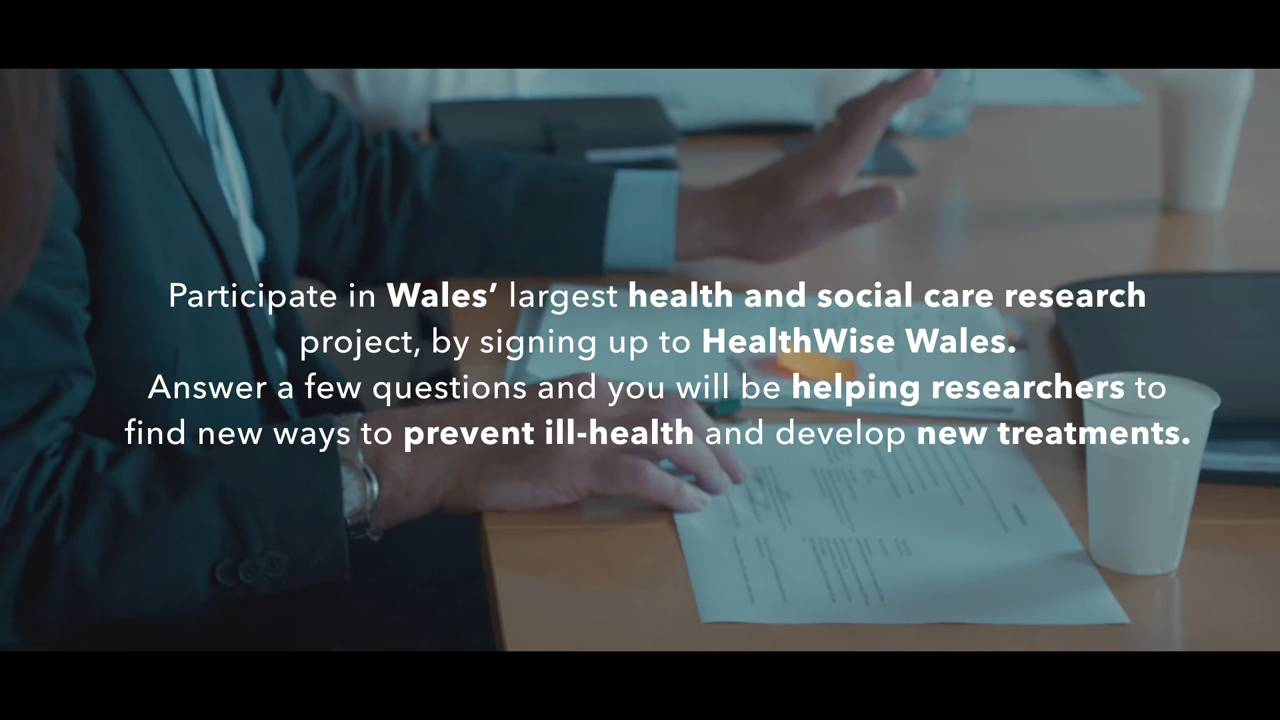 Participate in Wales’ largest health and social care research
project, by signing up to HealthWise Wales.
Answer a few questions and you will be helping researchers to
find new ways to prevent ill-health and develop new treatments.